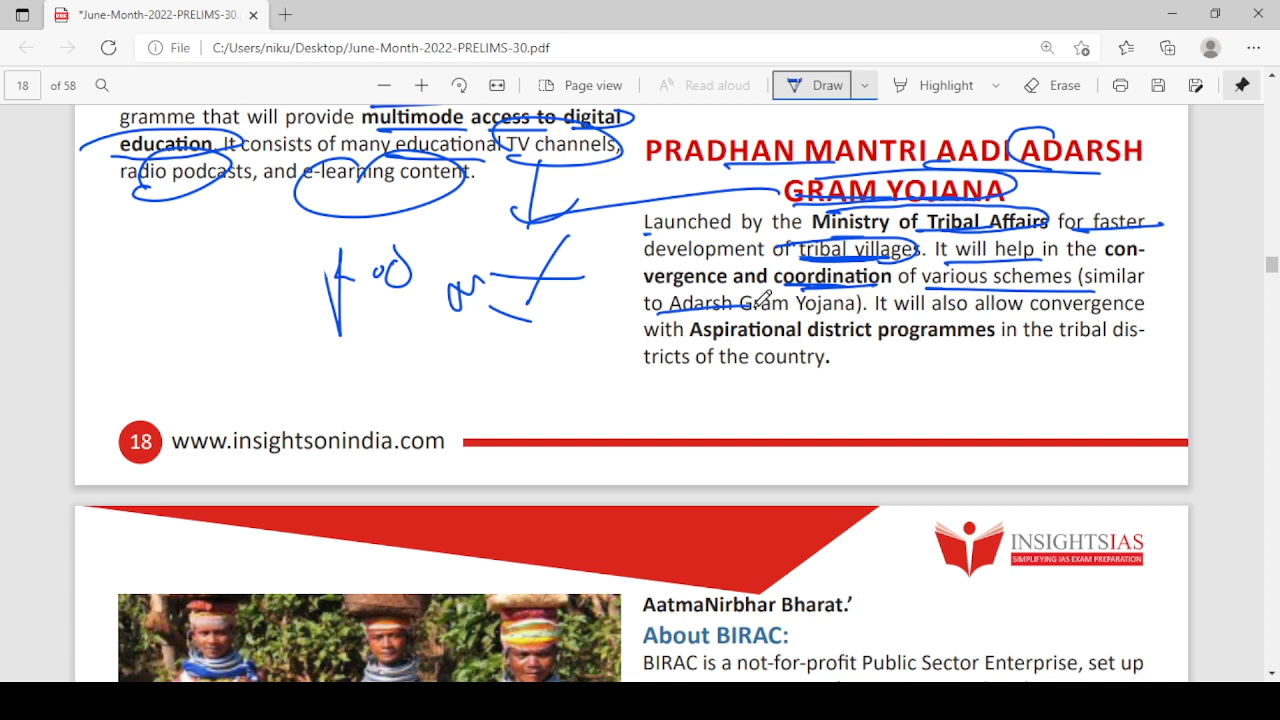 *June-Month-2022-PRELIMS-30.
File
C:/Users/niku/Desktop/June-Month-2022-PRELIMS-30.pdf
18 of 58
Page view
Read aloud
Draw
Highlight
Erase
gramme that will provide multimode access to digital
education. It consists of many educational TV channels,
radio podcasts, and e-learning content.
18 www.insightsonindia.com
PRADHAN MANTRI AADI ADARSH
GRAM YOJANA
Launched by the Ministry of Tribal Affairs for faster
development of tribal villages. It will help in the con-
vergence and coordination of various schemes (similar
to Adarsh Gram Yojana). It will also allow convergence
with Aspirational district programmes in the tribal dis-
tricts of the country.
INSIGHTSIAS
SIMPLIFYING IAS EXAM PREPARATION
AatmaNirbhar Bharat.’
About BIRAC:
BIRAC is a not-for-profit Public Sector Enterprise, set up